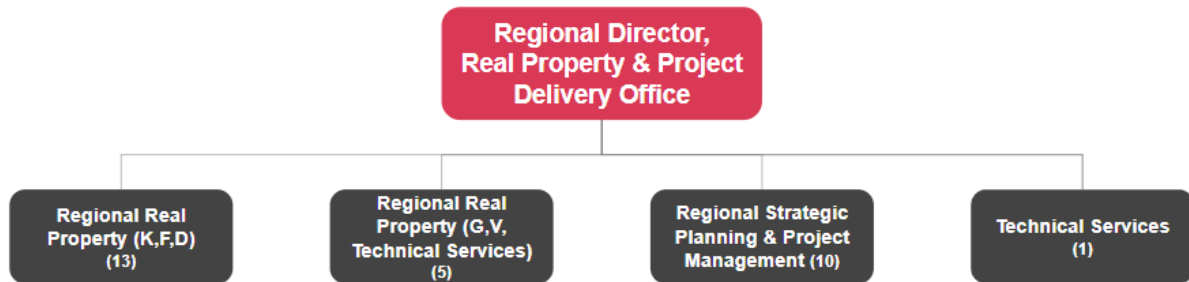 Regional Director,
Real Property & Project
Delivery Office
Regional Real
Property (K,F,D)
(13)
Regional Real
Property (G,V,
Technical Services)
(5)
Regional Strategic
Planning & Project
Management (10)
Technical Services
(1)